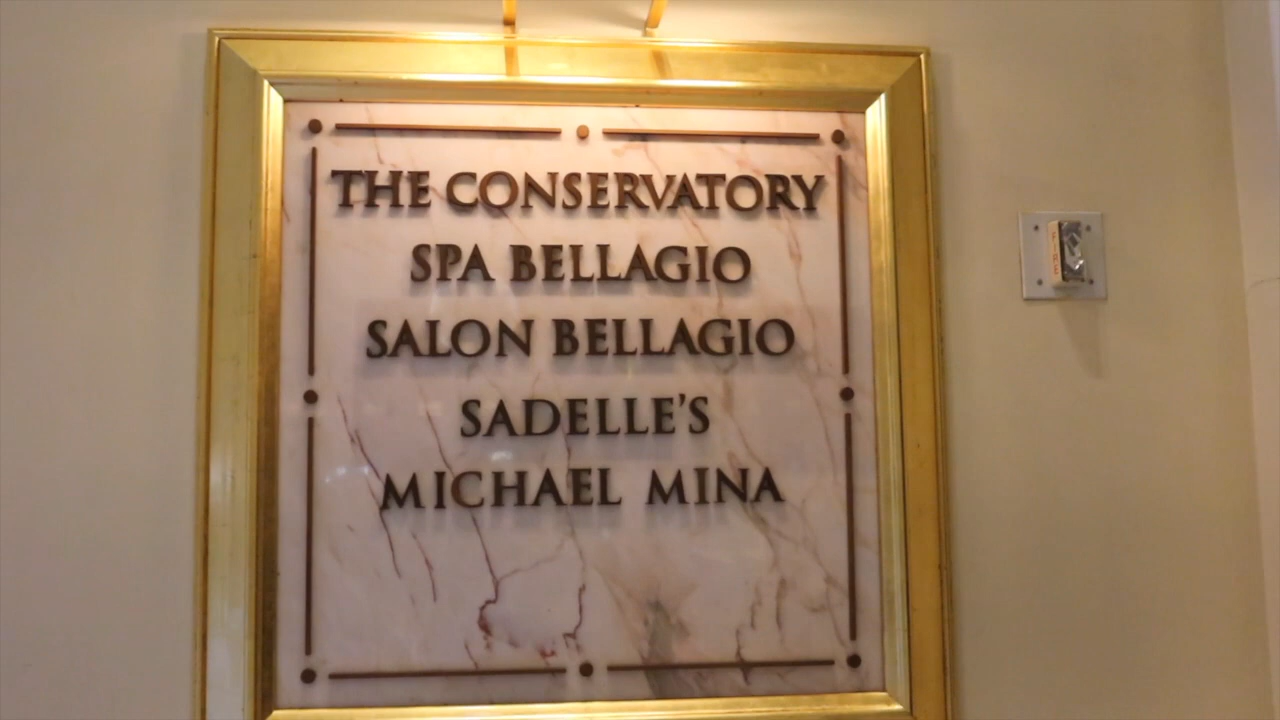 THE CONSERVATORY
SPA BELLAGIO
SALON BELLAGIO
SADELLE'S
MICHAEL MINA